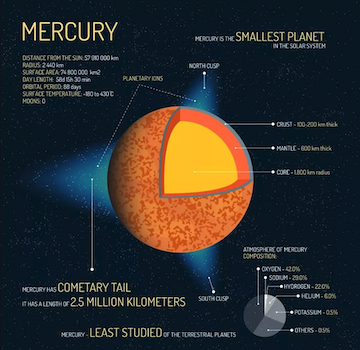 MERCURY
MERCURY IS THE SMALLEST PLANET
IN THE SOLAR SYSTEM
DISTANCE FROM THE SUN: 57 910 000 km
RADIUS: 2 440 km
SURFACE AREA: 74 800 000 km2
DAY LENGTH: 58d 15h 30 min
ORBITAL PERIOD: 88 days
SURFACE TEMPERATURE: -180 to 430°C
MOONS: 0
PLANETARY IONS
NORTH CUSP
CRUST - 100-200 km thick
MANTLE - 600 km thick
CORE - 1,800 km radius
MERCURY HAS COMETARY TAIL
IT HAS A LENGTH OF 2.5 MILLION KILOMETERS
SOUTH CUSP
ATMOSPHERE OF MERCURY
COMPOSITION:
OXYGEN - 42.0%
SODIUM - 29.0%
HYDROGEN - 22.0%
HELIUM - 6.0%
POTASSIUM - 0.5%
OTHERS - 0.5%
MERCURY - LEAST STUDIED OF THE TERRESTRIAL PLANETS